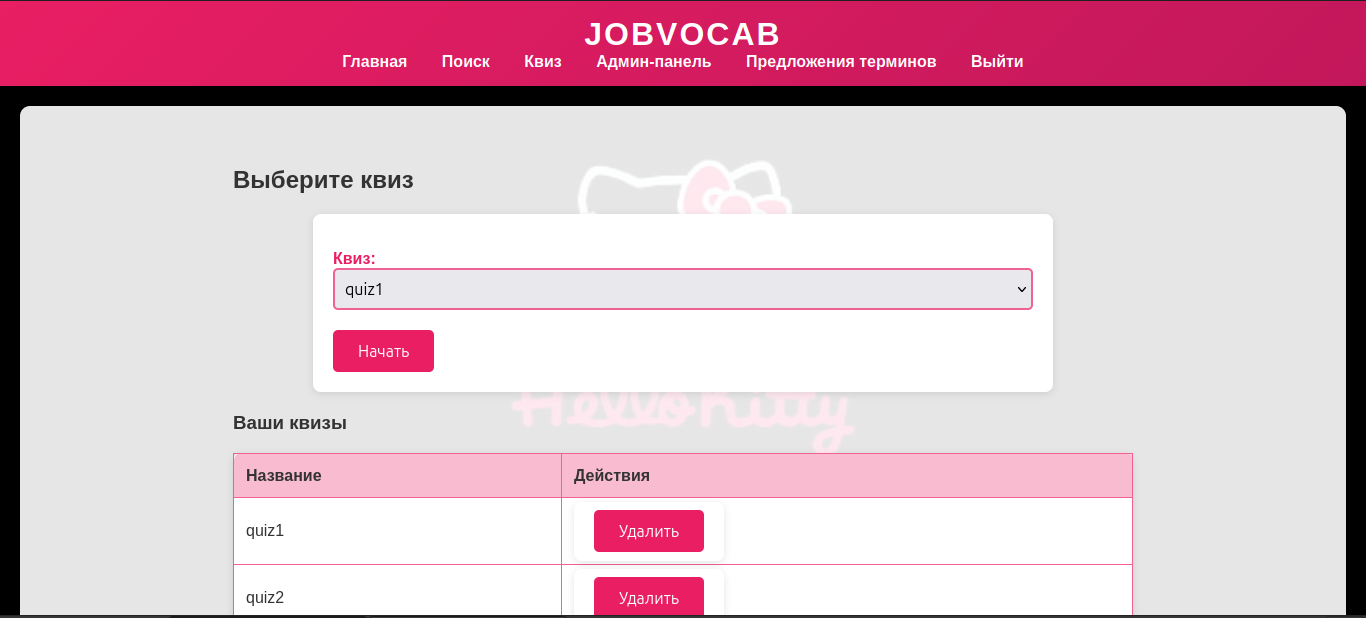 JOBVOCAB
Главная Поиск Квиз Админ-панель Предложения терминов Выйти
Выберите квиз
Квиз:
quiz1
Начать
Hello Kitty
Ваши квизы
Название Действия
quiz1 Удалить
quiz2 Удалить